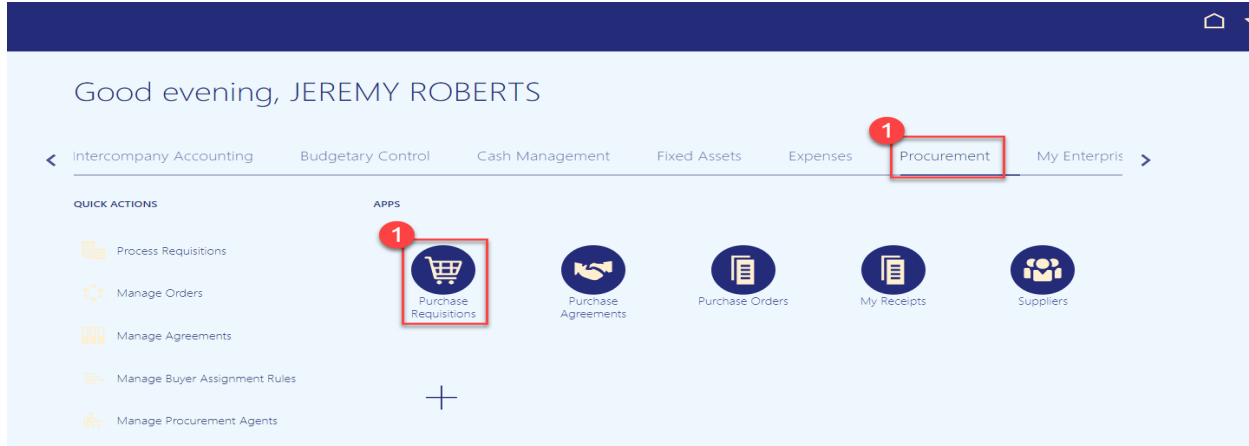 Good evening, JEREMY ROBERTS
1
Intercompany Accounting Budgetary Control Cash Management Fixed Assets Expenses Procurement My Enterpris
QUICK ACTIONS
Process Requisitions
Manage Orders
Manage Agreements
Manage Buyer Assignment Rules
Manage Procurement Agents
APPS
1
Purchase
Requisitions
Purchase
Agreements
Purchase Orders
My Receipts
Suppliers